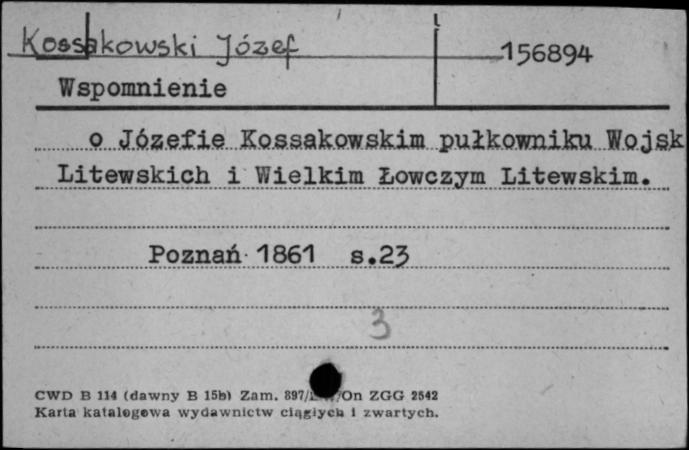 Kossakowski Józef
156894
Wspomnienie
o Józefie Kossakowskim pułkowniku Wojsk
Litewskich i Wielkim Łowczym Litewskim.
Poznań 1861 s.23
3
CWD B 114 (dawny B 15b) Zam. 897/ /On ZGG 2542
Karta katalogowa wydawnictw ciągłych i zwartych.